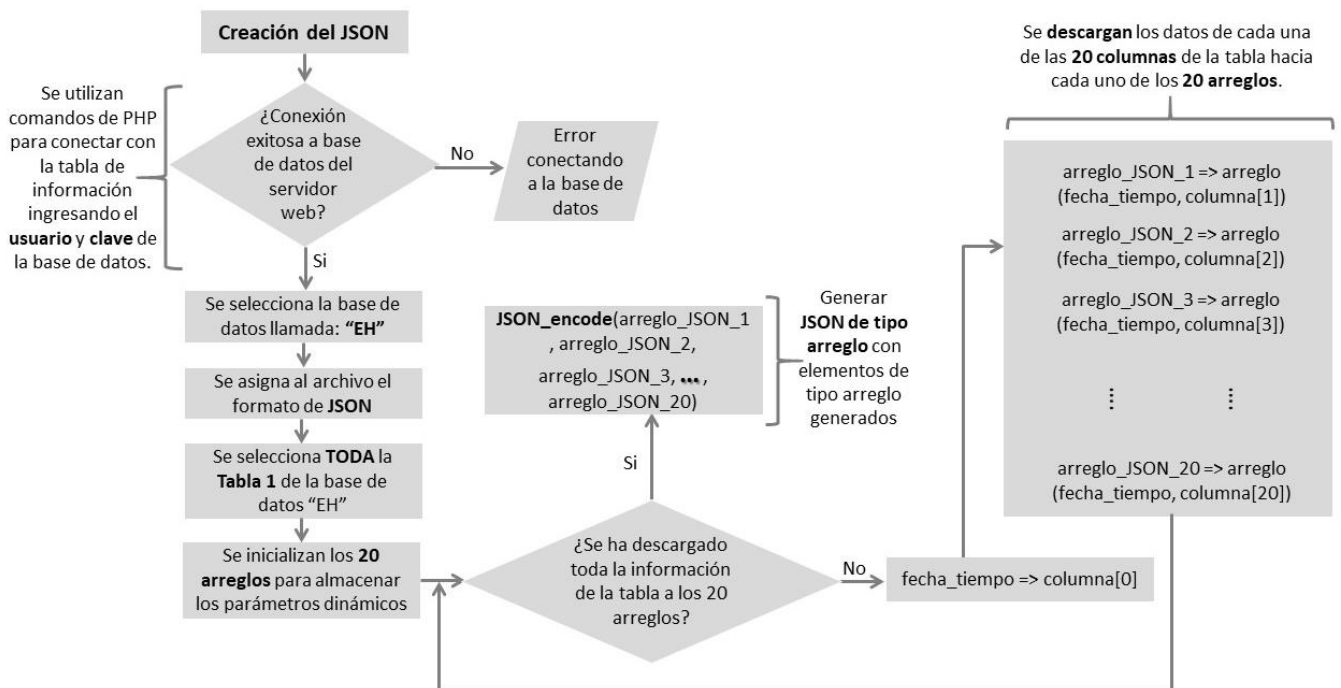 Creación del JSON
Se utilizan
comandos de PHP
para conectar con
la tabla de
información
ingresando el
usuario y clave de
la base de datos.
¿Conexión
exitosa a base
de datos del
servidor
web?
No
Error
conectando
a la base de
datos
Si
Se selecciona la base de
datos llamada: “EH”
Se asigna al archivo el
formato de JSON
Se selecciona TODA la
Tabla 1 de la base de
datos “EH”
Se inicializan los 20
arreglos para almacenar
los parámetros dinámicos
¿Se ha descargado
toda la información
de la tabla a los 20
arreglos?
Si
JSON_encode(arreglo_JSON_1
, arreglo_JSON_2,
arreglo_JSON_3, ... ,
arreglo_JSON_20)
Generar
JSON de tipo
arreglo con
elementos de
tipo arreglo
generados
No
fecha_tiempo => columna[0]
Se descargan los datos de cada una
de las 20 columnas de la tabla hacia
cada uno de los 20 arreglos.
arreglo_JSON_1 => arreglo
(fecha_tiempo, columna[1])
arreglo_JSON_2 => arreglo
(fecha_tiempo, columna[2])
arreglo_JSON_3 => arreglo
(fecha_tiempo, columna[3])
⋮ ⋮
arreglo_JSON_20 => arreglo
(fecha_tiempo, columna[20])